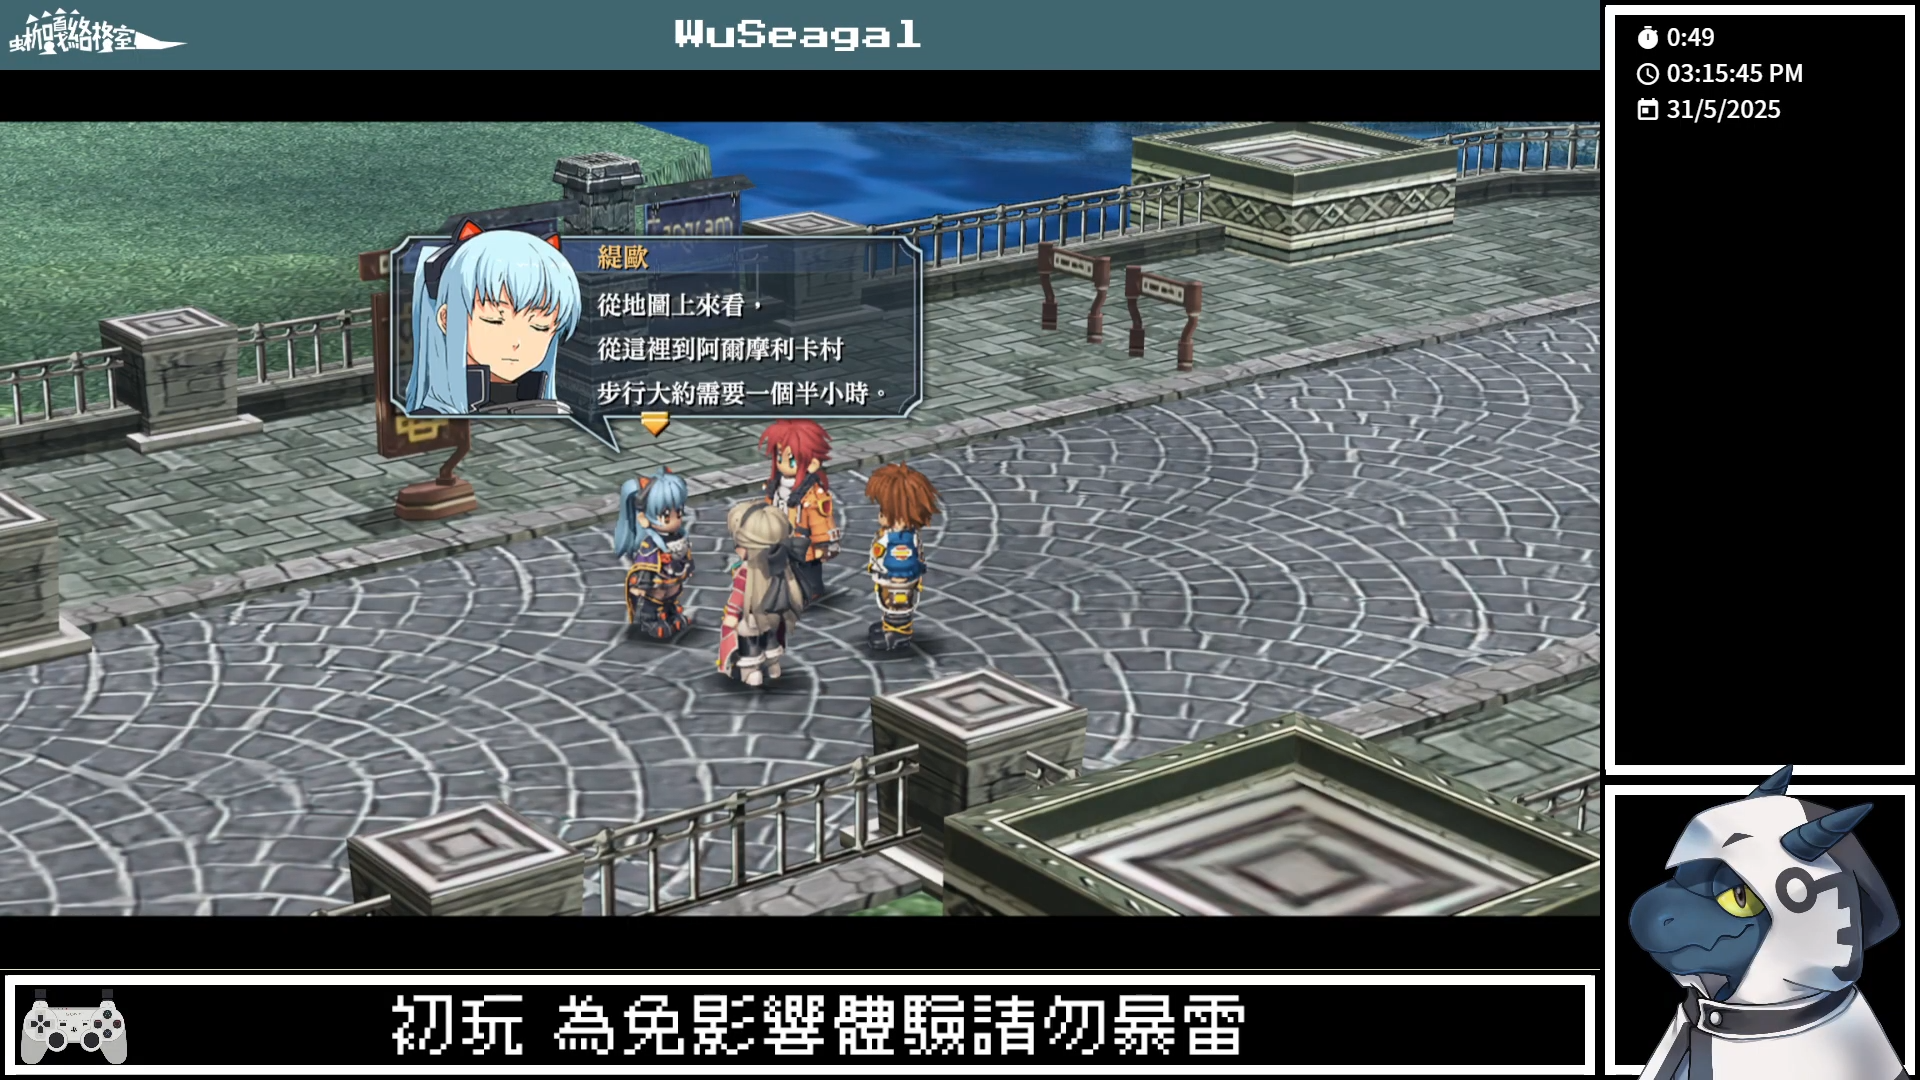 WuSeagal
0:49
03:15:45 PM
31/5/2025
緹歐
從地圖上來看，
從這裡到阿爾摩利卡村
步行大約需要一個半小時。
初玩 為免影響體驗請勿暴雷